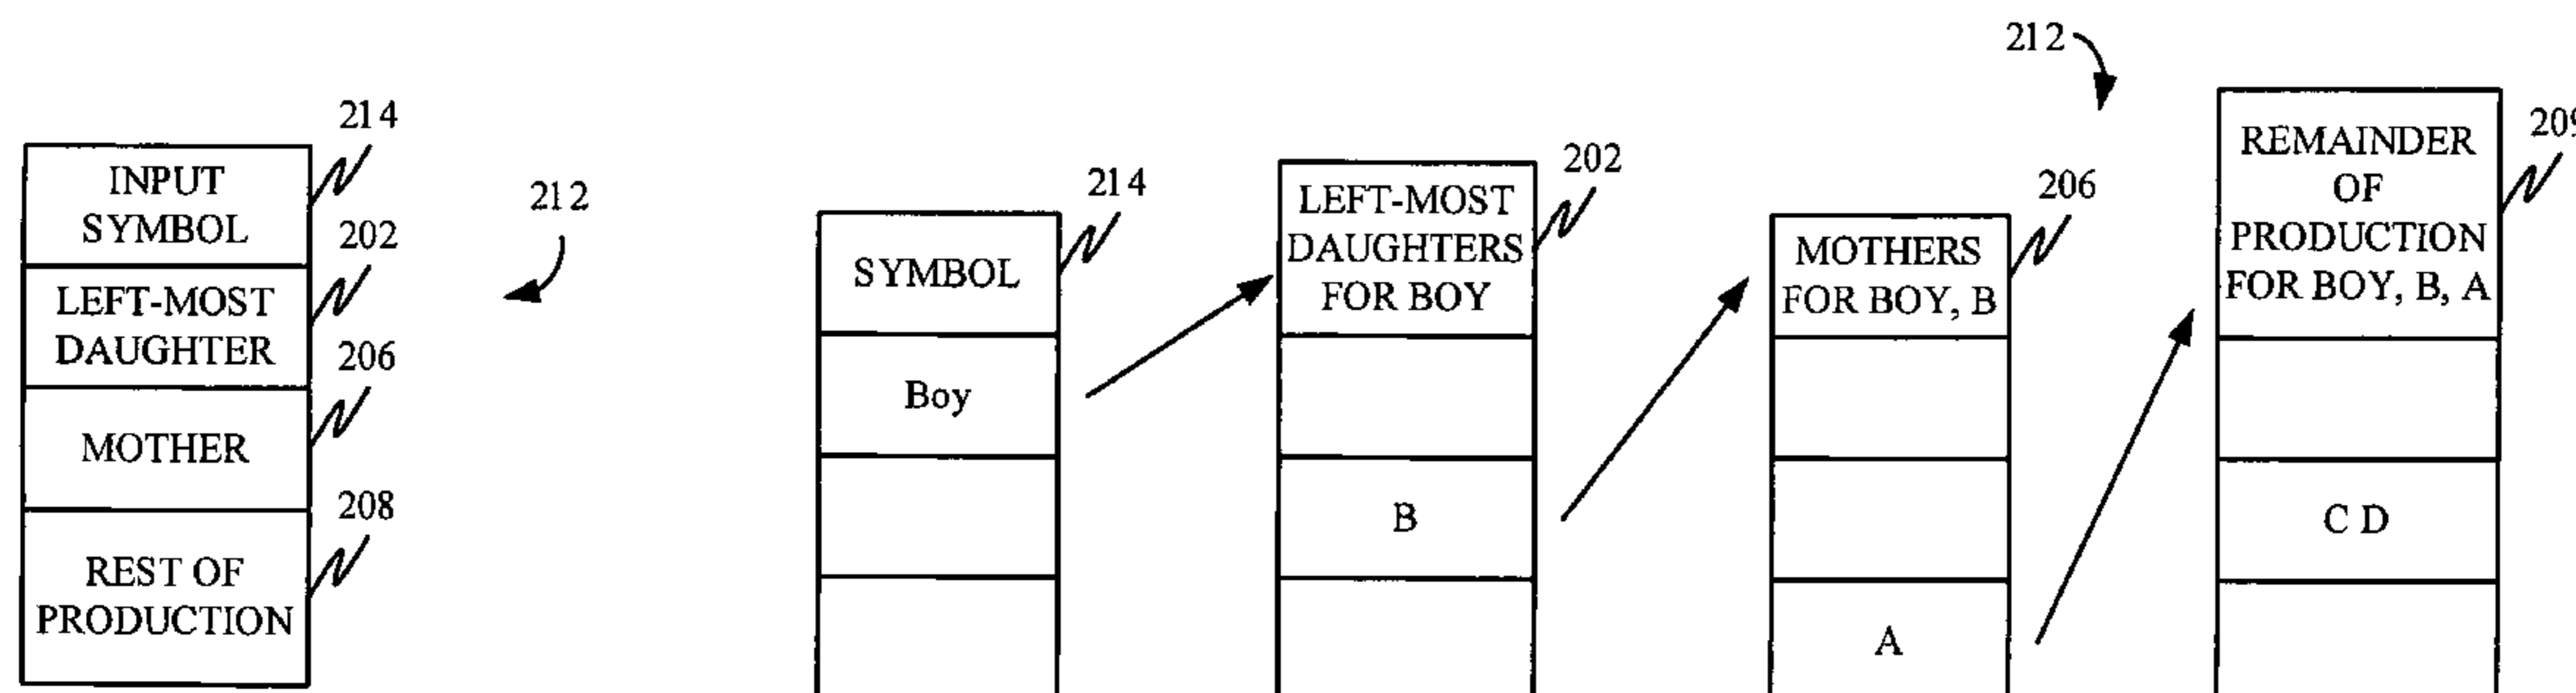 214
INPUT
SYMBOL
202
LEFT-MOST
DAUGHTER
206
MOTHER
208
REST OF
PRODUCTION
212
214
SYMBOL
Boy
202
LEFT-MOST
DAUGHTERS
FOR BOY
B
206
MOTHERS
FOR BOY, B
A
212
209
REMAINDER
OF
PRODUCTION
FOR BOY, B, A
C D